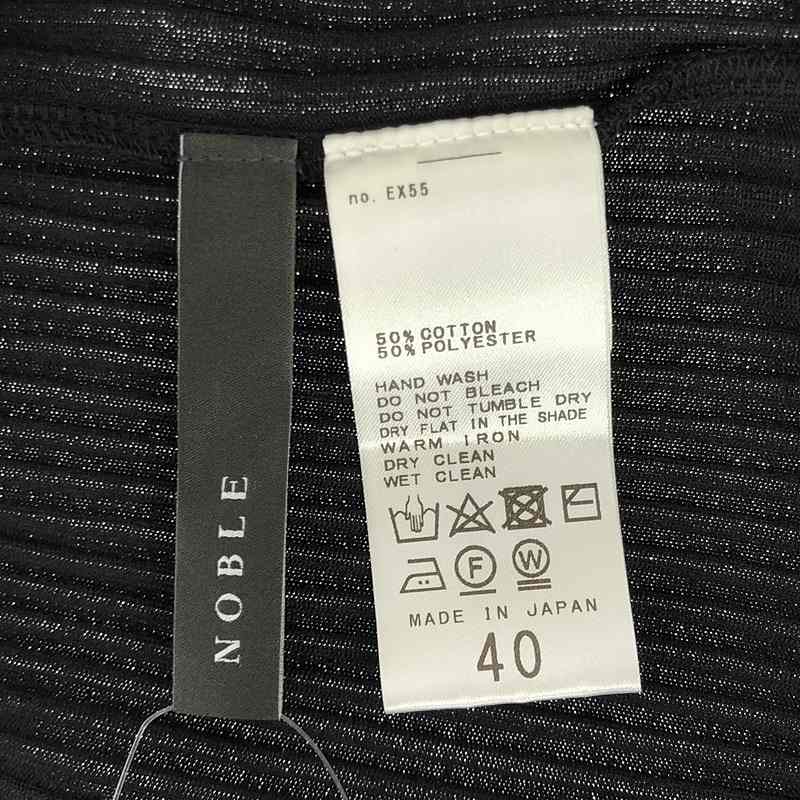 NOBLE
no. EX55
50% COTTON
50% POLYESTER
HAND WASH
DO NOT BLEACH
DO NOT TUMBLE DRY
DRY FLAT IN THE SHADE
WARM IRON
DRY CLEAN
WET CLEAN
F W
MADE IN JAPAN
40